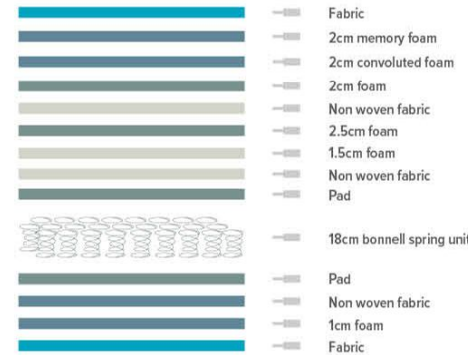 Fabric
2cm memory foam
2cm convoluted foam
2cm foam
Non woven fabric
2.5cm foam
1.5cm foam
Non woven fabric
Pad
18cm bonnell spring unit
Pad
Non woven fabric
1cm foam
Fabric